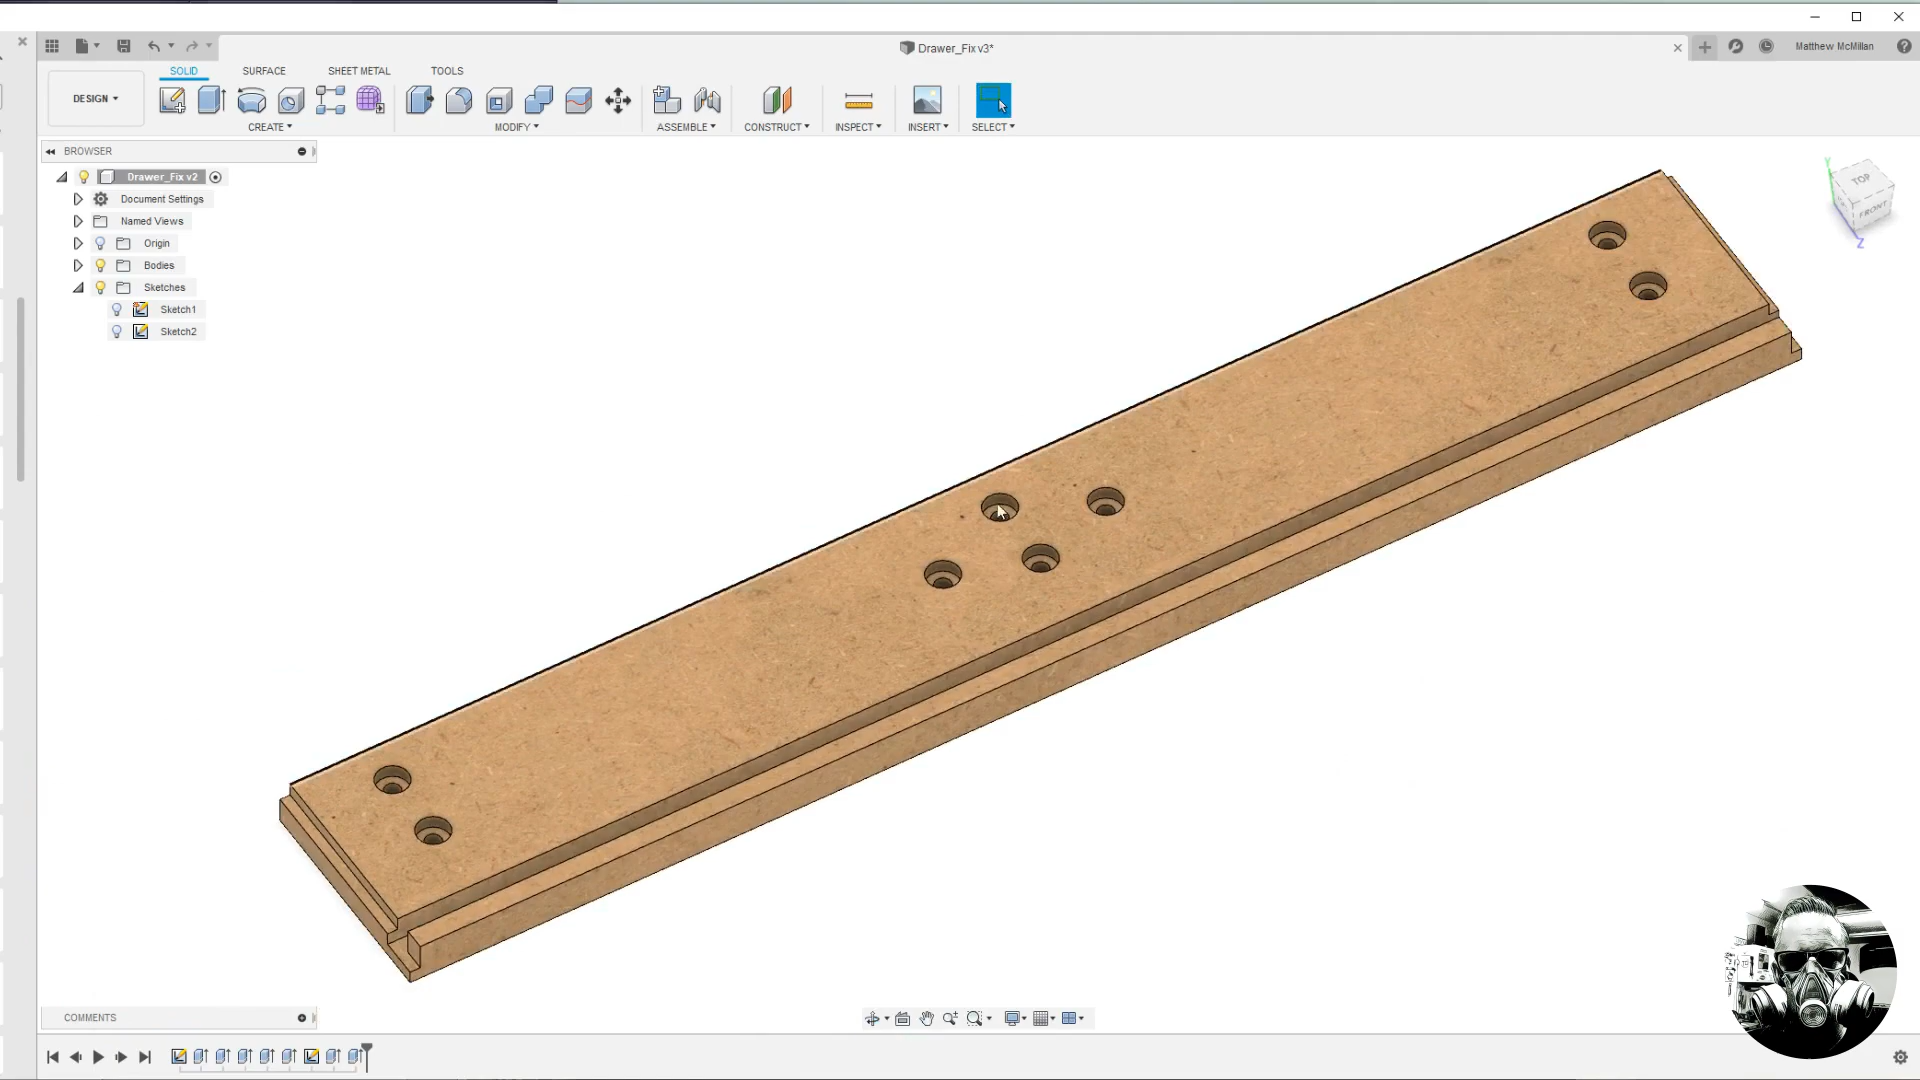 Drawer_Fix v3*
Matthew McMillan
SOLID
SURFACE
SHEET METAL
TOOLS
DESIGN
CREATE
MODIFY
ASSEMBLE
CONSTRUCT
INSPECT
INSERT
SELECT
BROWSER
Drawer_Fix v2
Document Settings
Named Views
Origin
Bodies
Sketches
Sketch1
Sketch2
TOP
FRONT
Y
Z
COMMENTS